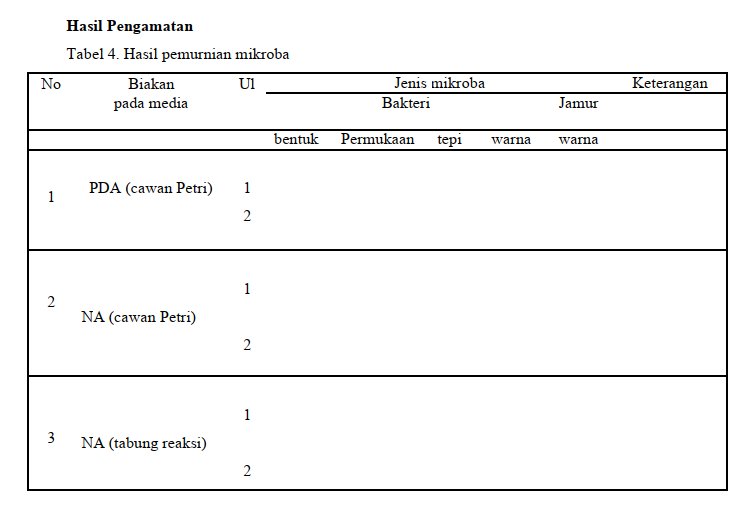 Hasil Pengamatan
Tabel 4. Hasil pemurnian mikroba
No Biakan Ul Jenis mikroba Keterangan
pada media Bakteri Jamur
bentuk Permukaan tepi warna warna
1 PDA (cawan Petri) 1
2
2 NA (cawan Petri) 1
2
3 NA (tabung reaksi) 1
2